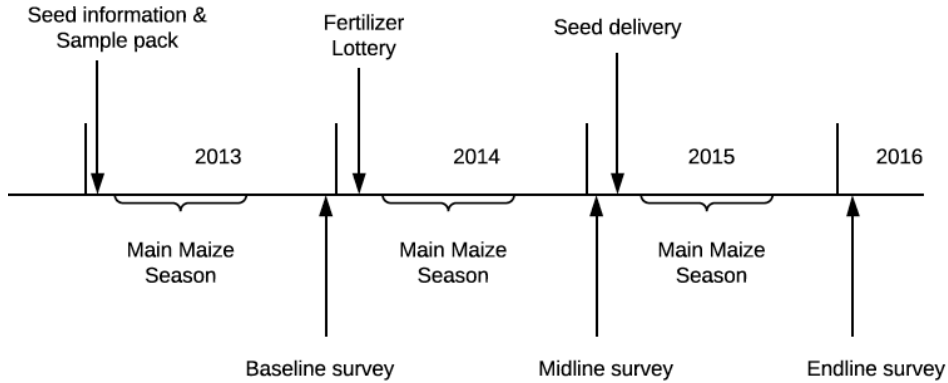 Seed information &
Sample pack
Fertilizer
Lottery
Seed delivery
2013
2014
2015
2016
Main Maize
Season
Main Maize
Season
Main Maize
Season
Baseline survey
Midline survey
Endline survey